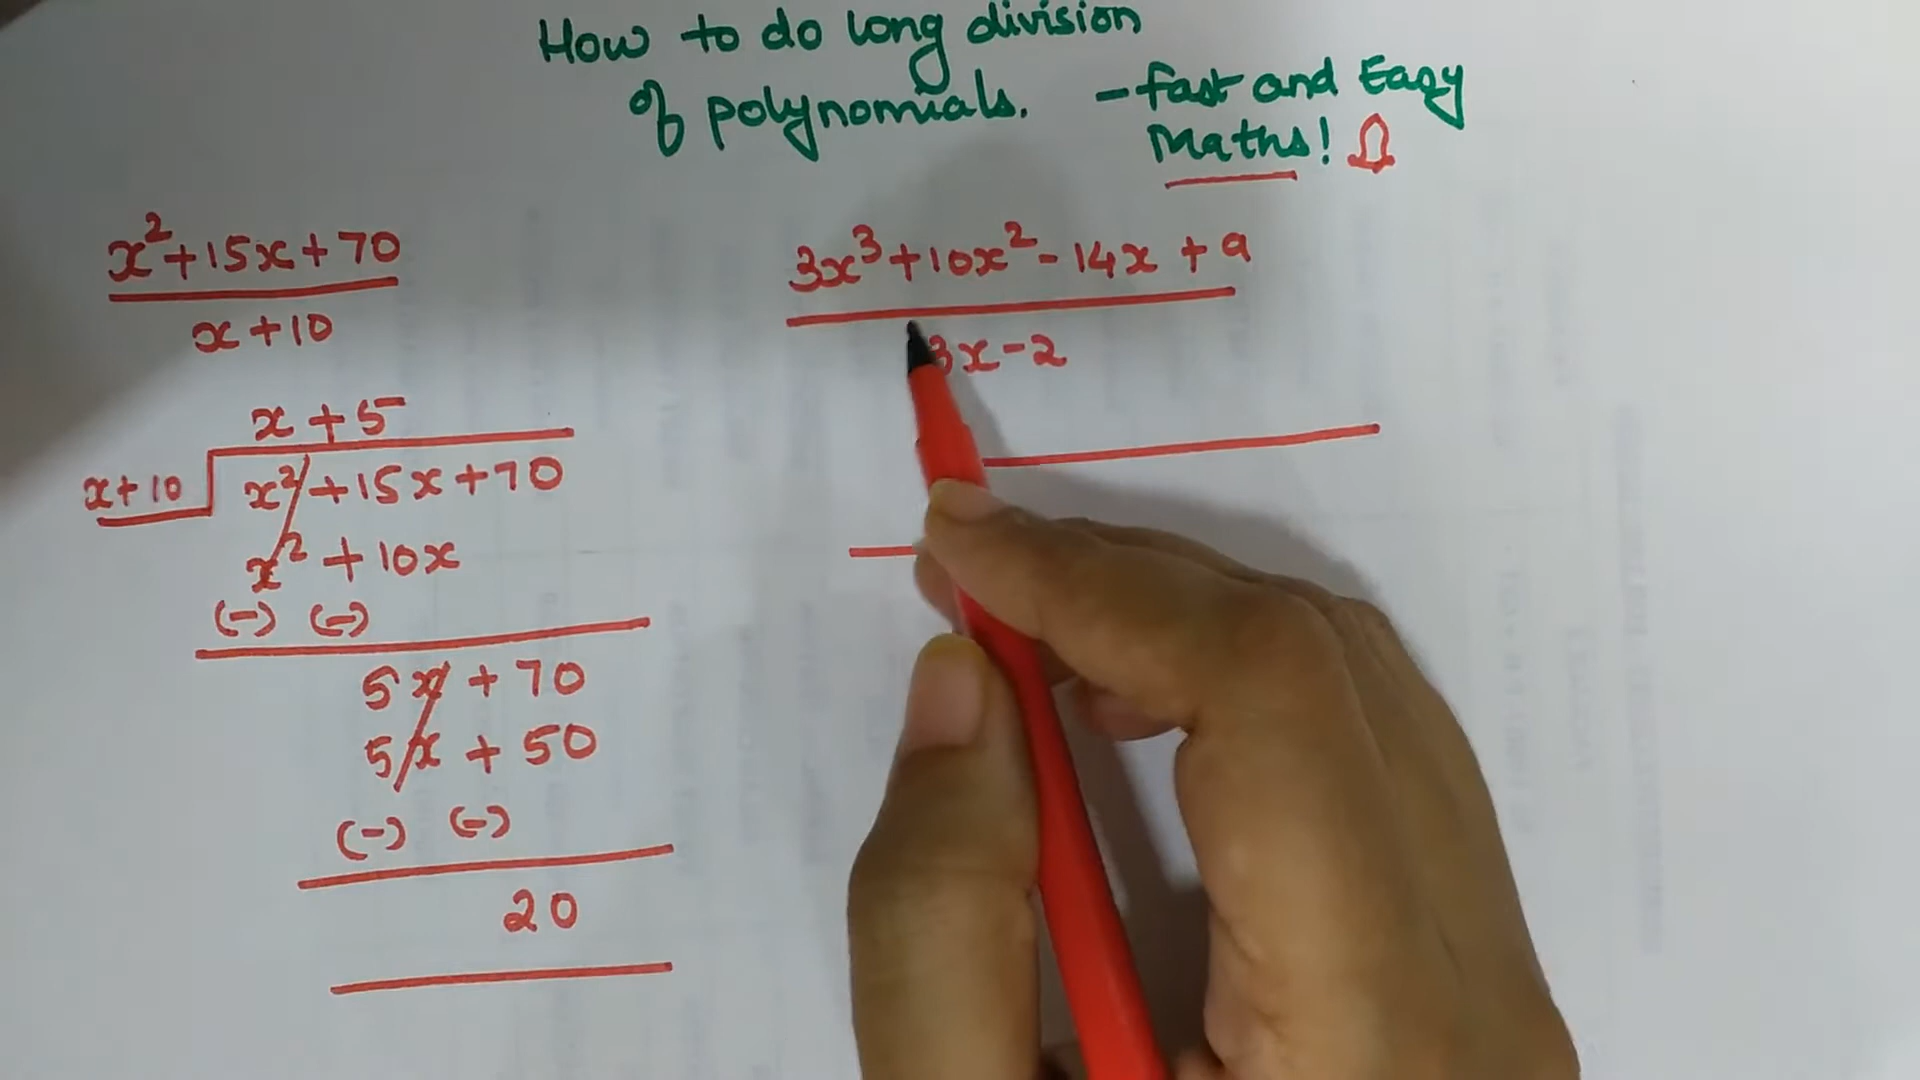 How to do long division
of polynomials. - fast and Easy
Maths!
x²+15x+70
x+10
x+5
x+10 x²+15x+70
x²+10x
(-) (-)
5x+70
5x+50
(-) (-)
20
3x³+10x²-14x+9
3x-2